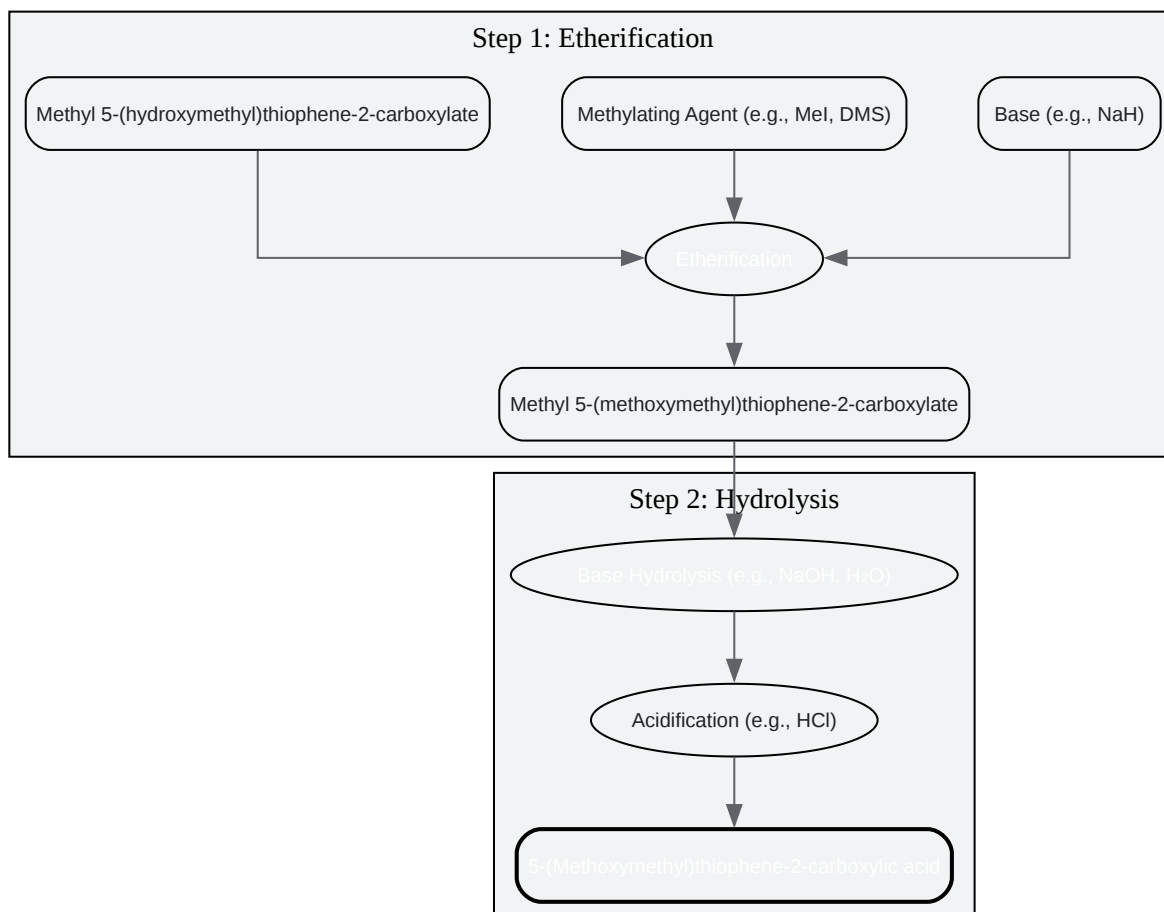 Step 1: Etherification
Methyl 5-(hydroxymethyl)thiophene-2-carboxylate
Methylating Agent (e.g., MeI, DMS)
Base (e.g., NaH)
Etherification
Methyl 5-(methoxymethyl)thiophene-2-carboxylate
Step 2: Hydrolysis
Base Hydrolysis (e.g., NaOH, H₂O)
Acidification (e.g., HCl)
5-(Methoxymethyl)thiophene-2-carboxylic acid